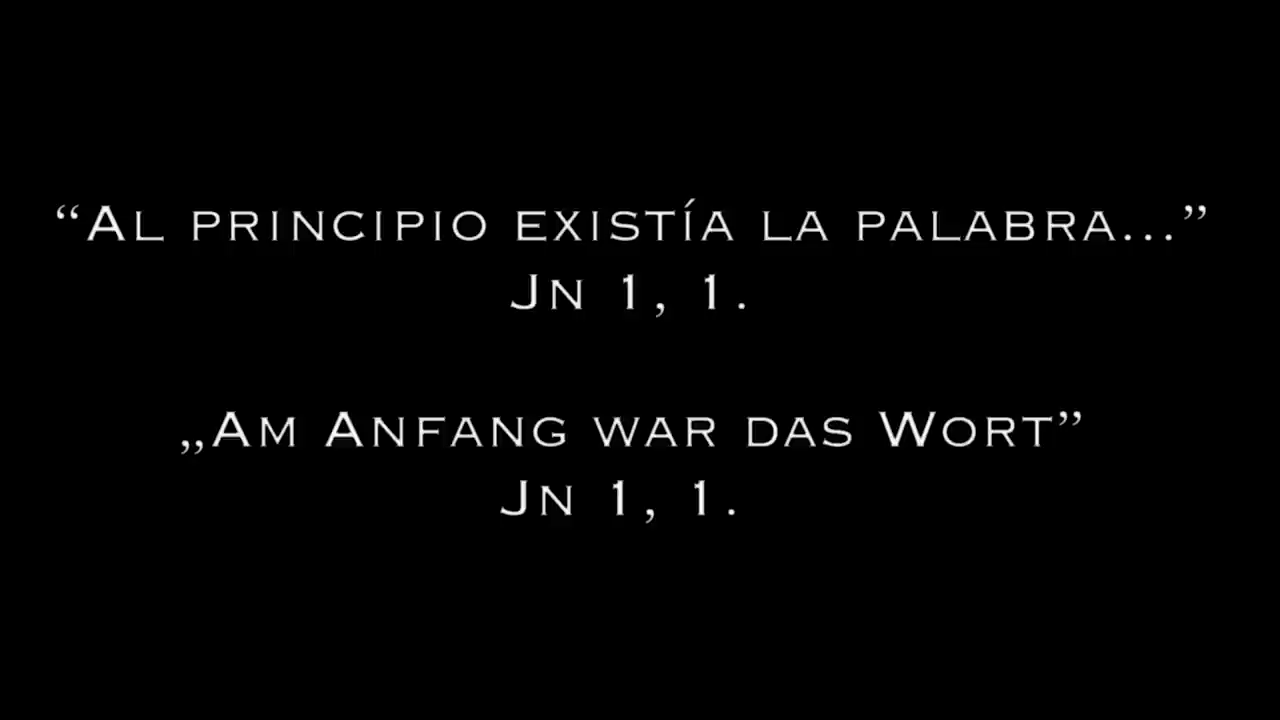 “Al principio existía la palabra...”
Jn 1, 1.
„Am Anfang war das Wort”
Jn 1, 1.